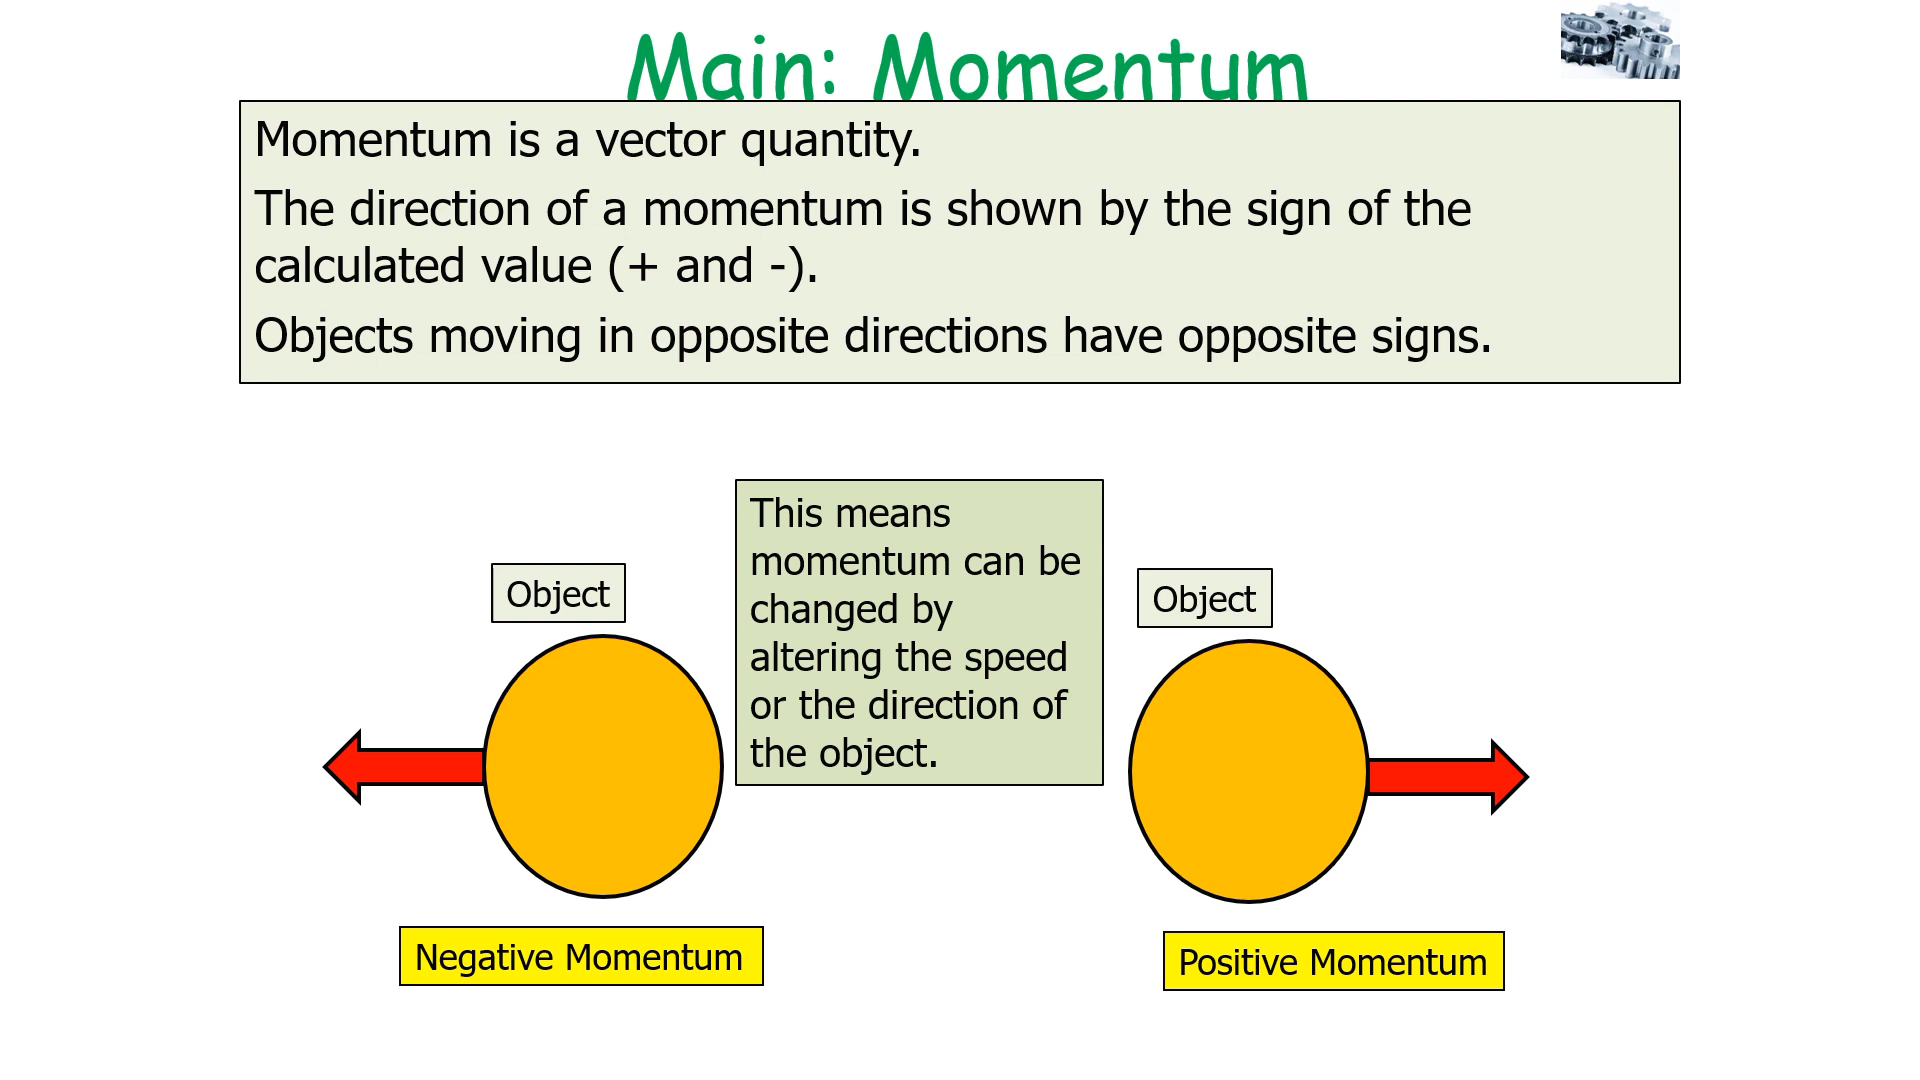 Main: Momentum
Momentum is a vector quantity.
The direction of a momentum is shown by the sign of the
calculated value (+ and -).
Objects moving in opposite directions have opposite signs.
This means
momentum can be
changed by
altering the speed
or the direction of
the object.
Object
Object
Negative Momentum
Positive Momentum